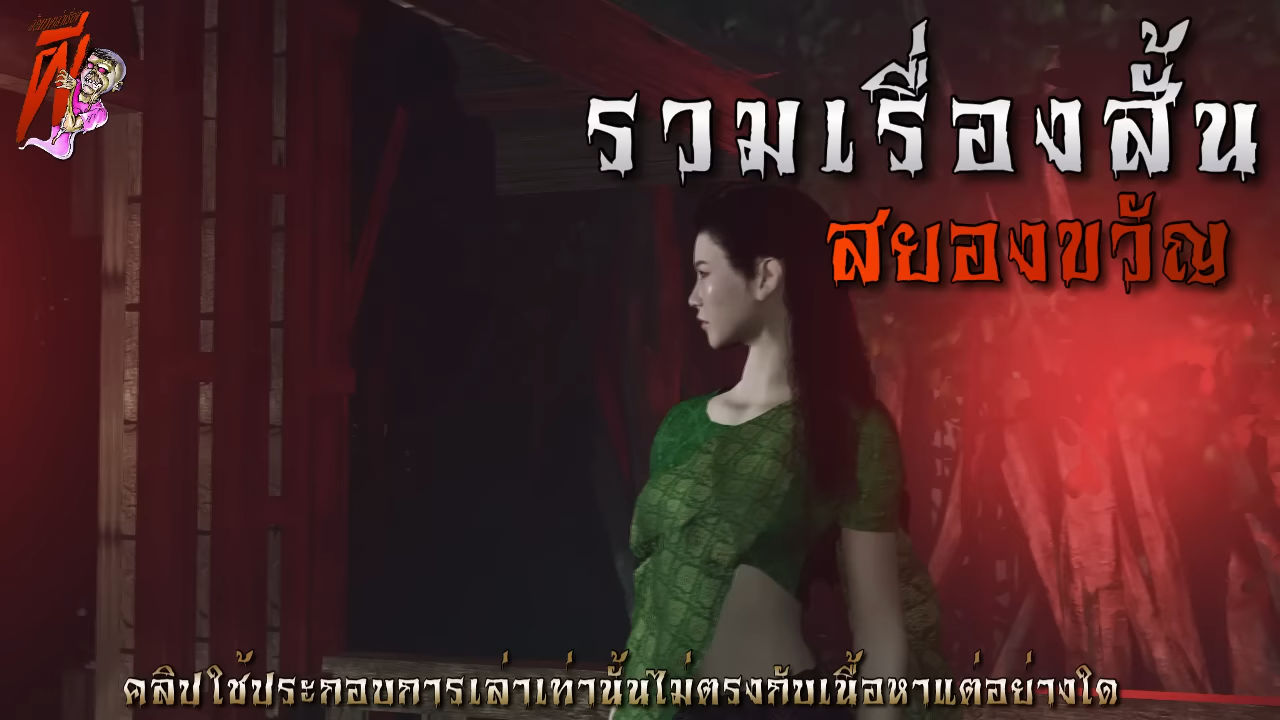 ผี
รวมเรื่องสั้น
สยองขวัญ
คลิปใช้ประกอบการเล่าเท่านั้นไม่ตรงกับเนื้อหาแต่อย่างใด